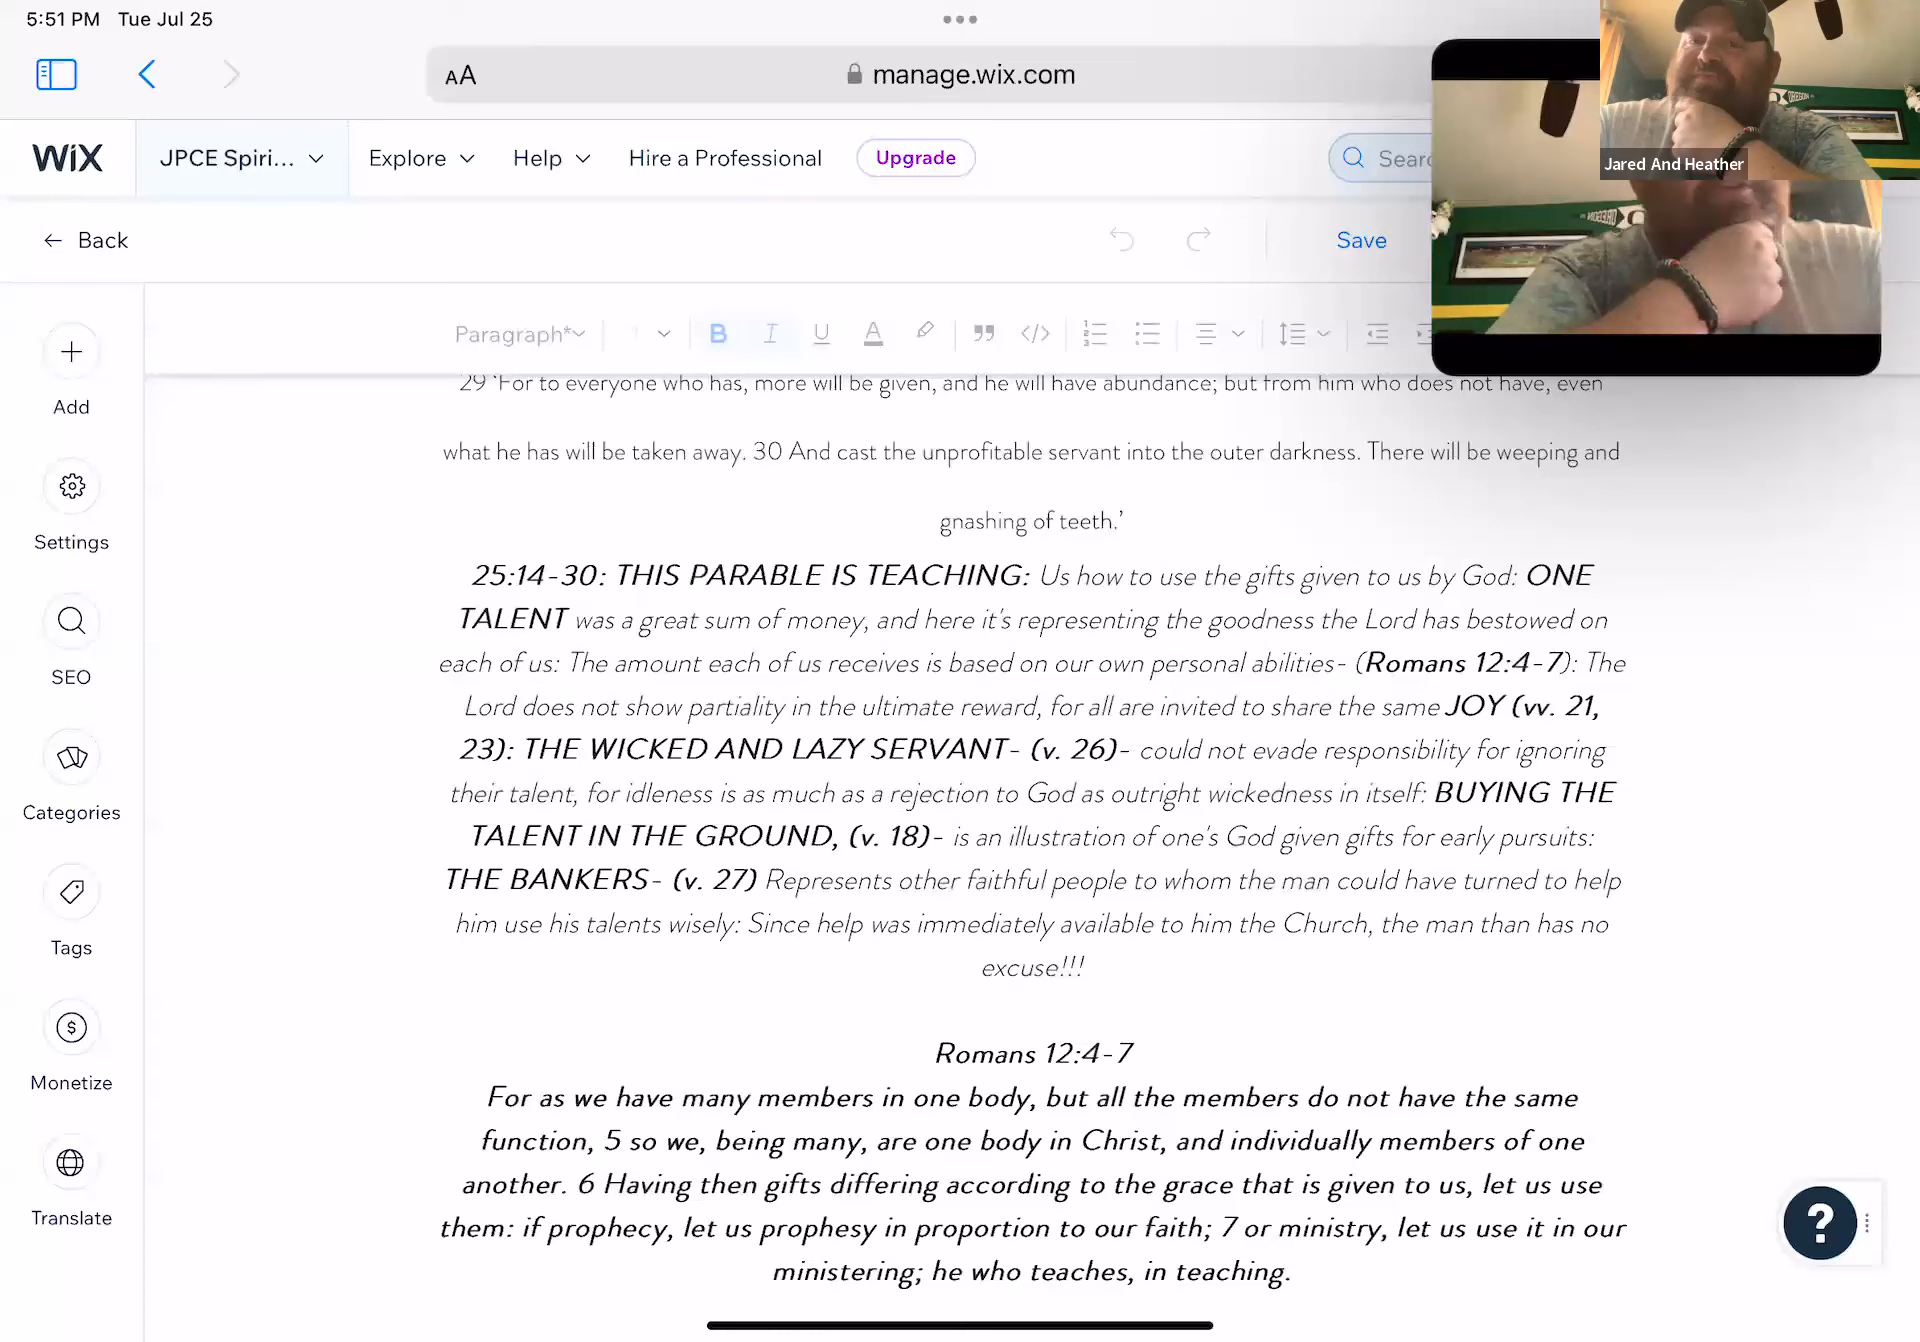 5:51 PM Tue Jul 25
AA manage.wix.com
WiX JPCE Spiri... Explore Help Hire a Professional Upgrade Sear
Jared And Heather
OREGON
Back Save
Paragraph* B I U A
Add
Settings
SEO
Categories
Tags
Monetize
Translate
29 'For to everyone who has, more will be given, and he will have abundance; but from him who does not have, even
what he has will be taken away. 30 And cast the unprofitable servant into the outer darkness. There will be weeping and
gnashing of teeth.'
25:14-30: THIS PARABLE IS TEACHING: Us how to use the gifts given to us by God: ONE
TALENT was a great sum of money, and here it's representing the goodness the Lord has bestowed on
each of us: The amount each of us receives is based on our own personal abilities- (Romans 12:4-7): The
Lord does not show partiality in the ultimate reward, for all are invited to share the same JOY (vv. 21,
23): THE WICKED AND LAZY SERVANT- (v. 26)- could not evade responsibility for ignoring
their talent, for idleness is as much as a rejection to God as outright wickedness in itself: BUYING THE
TALENT IN THE GROUND, (v. 18)- is an illustration of one's God given gifts for early pursuits:
THE BANKERS- (v. 27) Represents other faithful people to whom the man could have turned to help
him use his talents wisely: Since help was immediately available to him the Church, the man than has no
excuse!!!
Romans 12:4-7
For as we have many members in one body, but all the members do not have the same
function, 5 so we, being many, are one body in Christ, and individually members of one
another. 6 Having then gifts differing according to the grace that is given to us, let us use
them: if prophecy, let us prophesy in proportion to our faith; 7 or ministry, let us use it in our
ministering; he who teaches, in teaching.